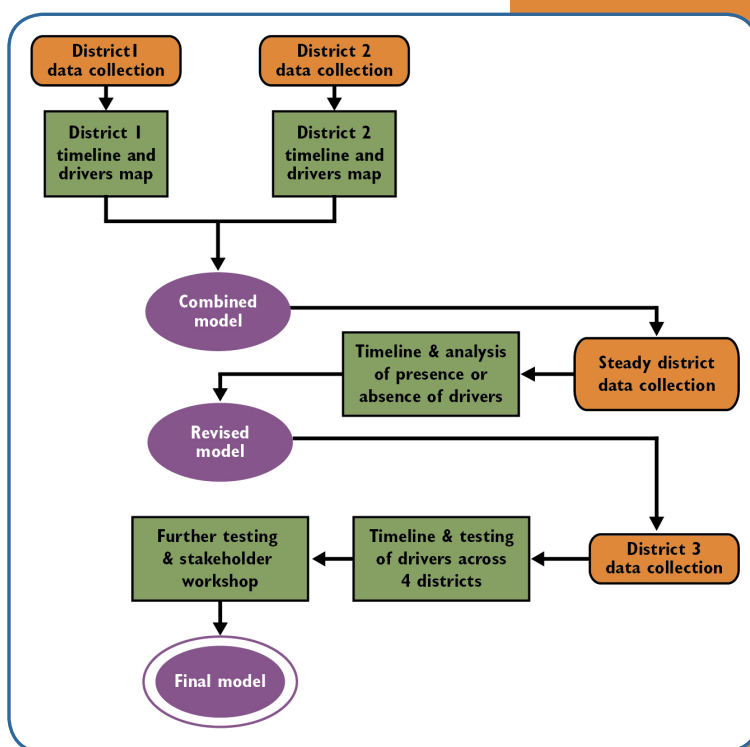 District1
data collection
District 2
data collection
District 1
timeline and
drivers map
District 2
timeline and
drivers map
Combined
model
Timeline & analysis
of presence or
absence of drivers
Steady district
data collection
Revised
model
Further testing
& stakeholder
workshop
Timeline & testing
of drivers across
4 districts
District 3
data collection
Final model